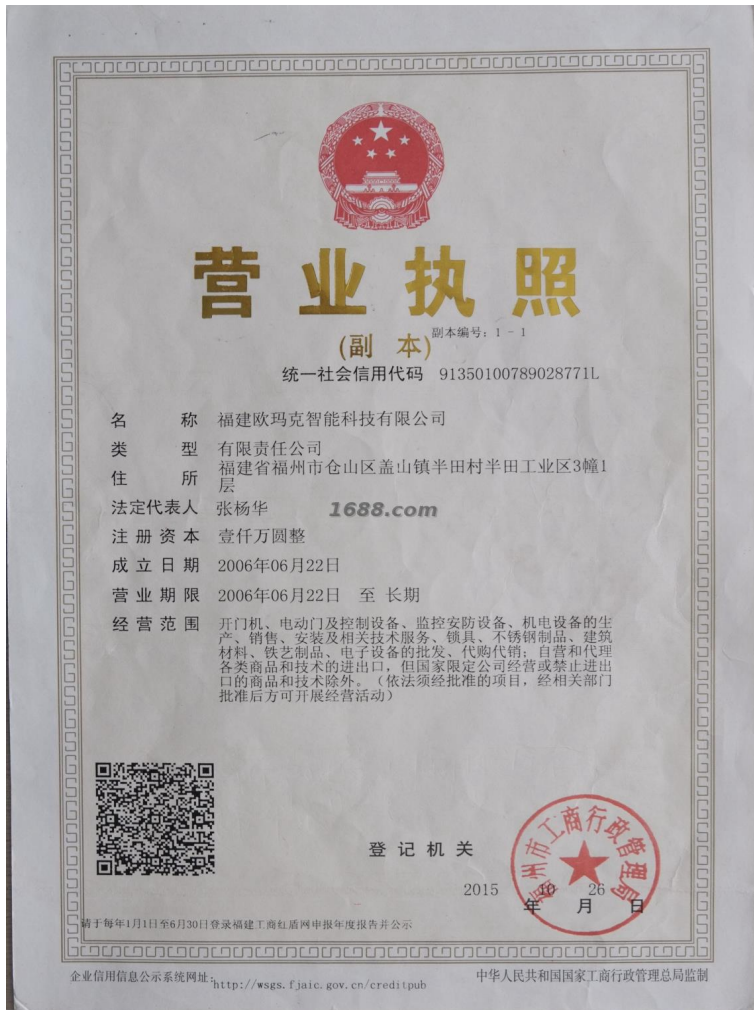 营业执照
(副 本) 副本编号：1－1
统一社会信用代码 91350100789028771L
名 称 福建欧玛克智能科技有限公司
类 型 有限责任公司
住 所 福建省福州市仓山区盖山镇半田村半田工业区3幢1
层
法定代表人 张杨华
1688.com
注册资本 壹仟万圆整
成立日期 2006年06月22日
营业期限 2006年06月22日 至 长期
经营范围 开门机、电动门及控制设备、监控安防设备、机电设备的生
产、销售、安装及相关技术服务、锁具、不锈钢制品、建筑
材料、铁艺制品、电子设备的批发、代购代销；自营和代理
各类商品和技术的进出口，但国家限定公司经营或禁止进出
口的商品和技术除外。（依法须经批准的项目，经相关部门
批准后方可开展经营活动）
登记机关
福州市工商行政管理局
2015 10 26
年 月 日
请于每年1月1日至6月30日登录福建工商红盾网申报年度报告并公示
企业信用信息公示系统网址：http://wsgs.fjaic.gov.cn/creditpub
中华人民共和国国家工商行政管理总局监制